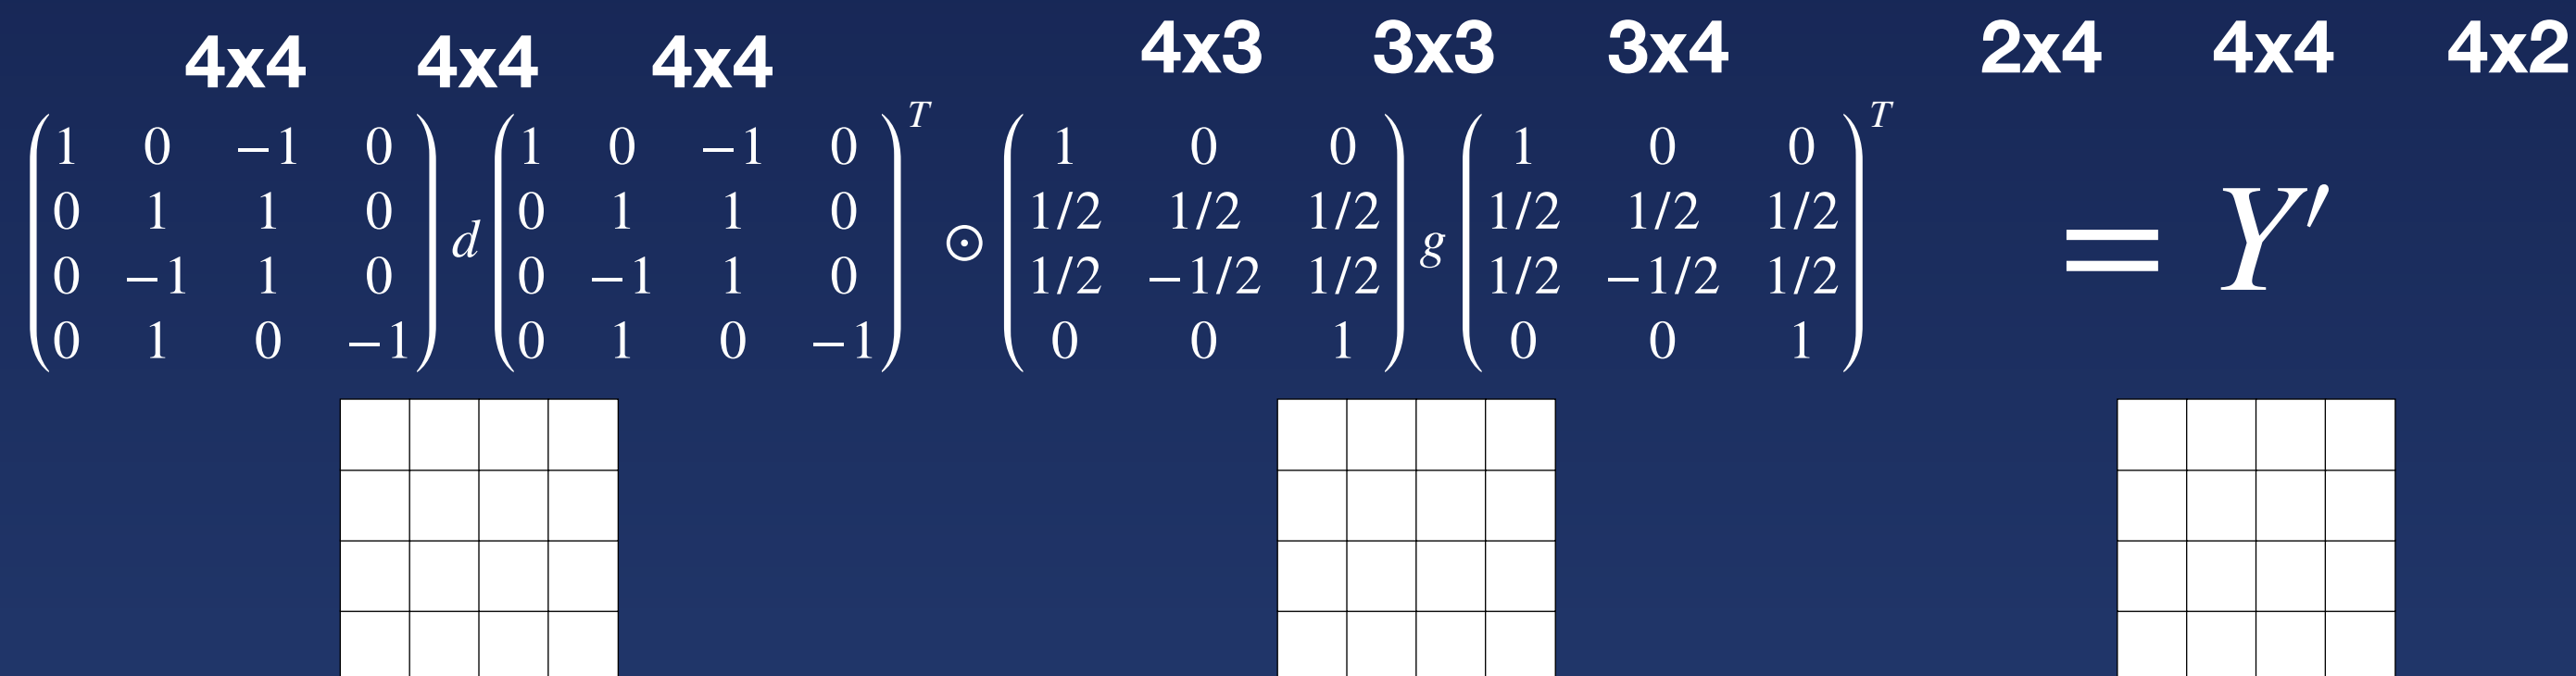 4x4 4x4 4x4 4x3 3x3 3x4 2x4 4x4 4x2
(1 0 −1 0; 0 1 1 0; 0 −1 1 0; 0 1 0 −1) d (1 0 −1 0; 0 1 1 0; 0 −1 1 0; 0 1 0 −1)^T ⊙ (1 0 0; 1/2 1/2 1/2; 1/2 −1/2 1/2; 0 0 1) g (1 0 0; 1/2 1/2 1/2; 1/2 −1/2 1/2; 0 0 1)^T = Y′